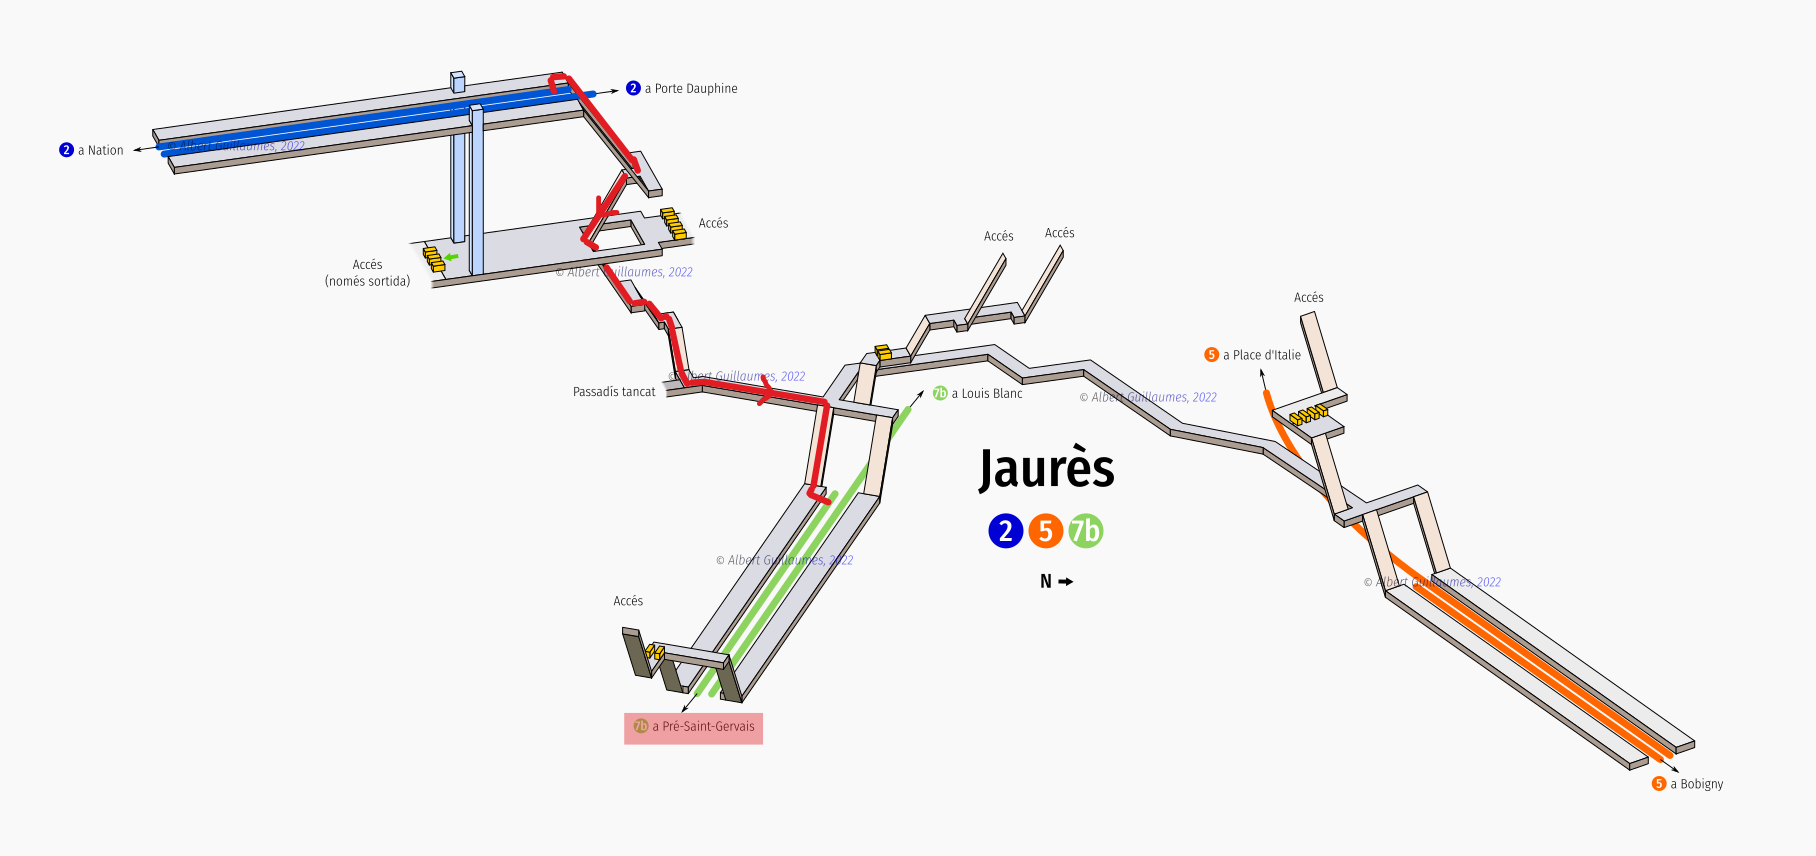 2 a Porte Dauphine
2 a Nation
© Albert Guillaumes, 2022
Accés
Accés
(només sortida)
© Albert Guillaumes, 2022
Accés
Accés
Accés
5 a Place d'Italie
© Albert Guillaumes, 2022
Passadís tancat
7b a Louis Blanc
© Albert Guillaumes, 2022
Jaurès
2 5 7b
N
© Albert Guillaumes, 2022
© Albert Guillaumes, 2022
Accés
7b a Pré-Saint-Gervais
5 a Bobigny